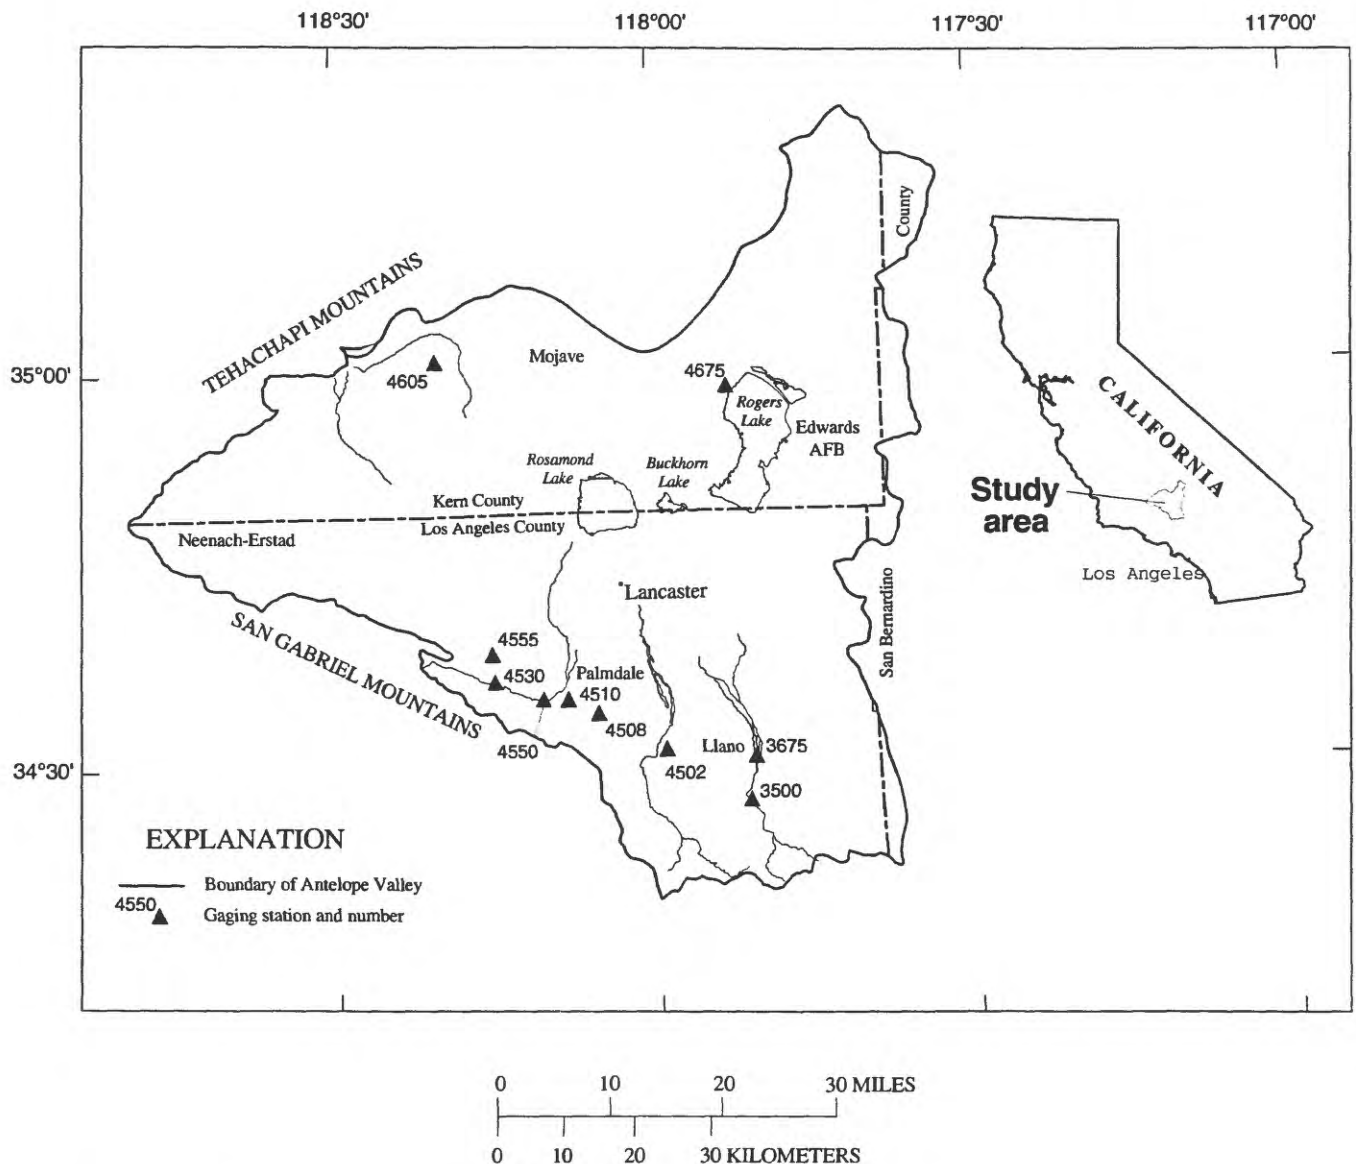 118°30'
118°00'
117°30'
117°00'
County
TEHACHAPI MOUNTAINS
Mojave
35°00'
4605
4675
Rogers
Lake
Edwards
AFB
CALIFORNIA
Rosamond
Lake
Buckhorn
Lake
Study
area
Kern County
Los Angeles County
Neenach-Erstad
Los Angeles
Lancaster
San Bernardino
SAN GABRIEL MOUNTAINS
4555
4530
Palmdale
4510
4508
4550
Llano
3675
4502
34°30'
3500
EXPLANATION
Boundary of Antelope Valley
4550
Gaging station and number
0 10 20 30 MILES
0 10 20 30 KILOMETERS